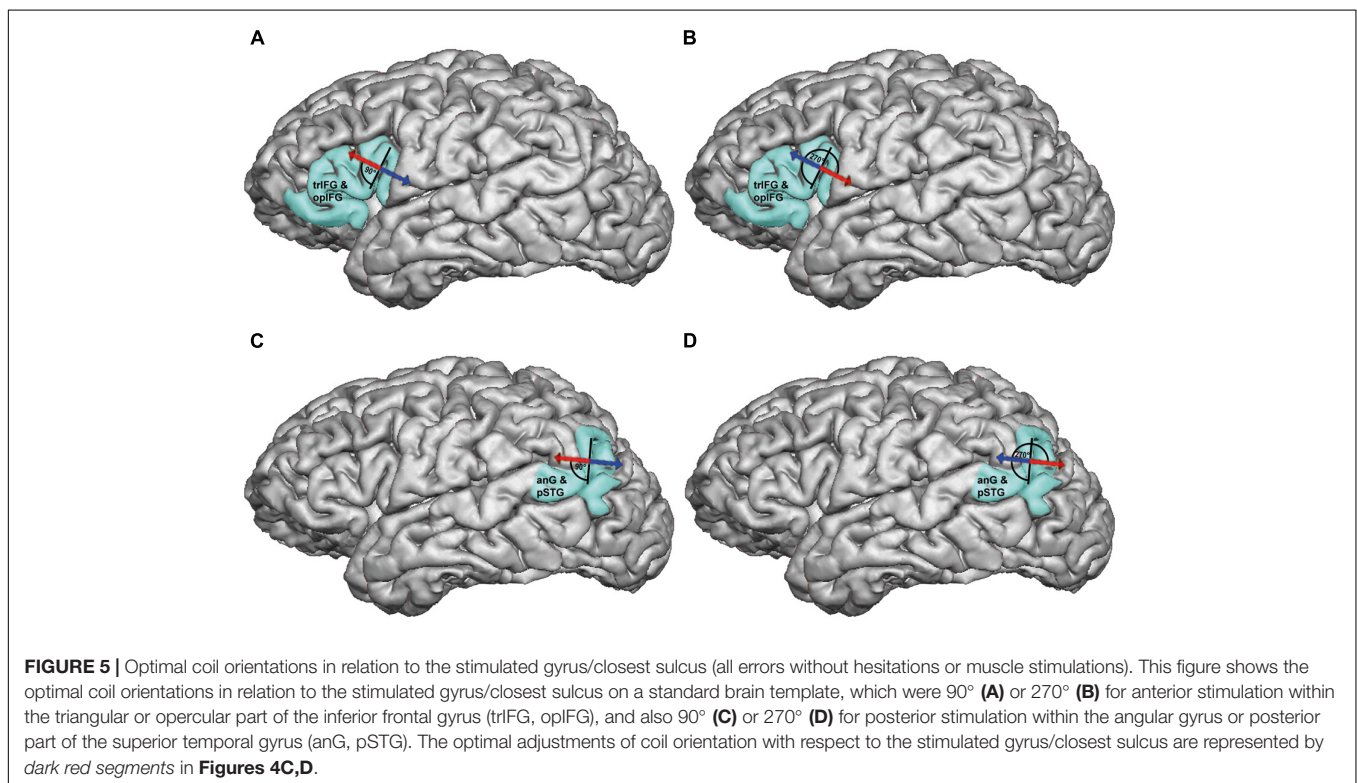 A
B
90°
trIFG &
opIFG
270°
trIFG &
opIFG
C
D
90°
anG &
pSTG
270°
anG &
pSTG
FIGURE 5 | Optimal coil orientations in relation to the stimulated gyrus/closest sulcus (all errors without hesitations or muscle stimulations). This figure shows the
optimal coil orientations in relation to the stimulated gyrus/closest sulcus on a standard brain template, which were 90° (A) or 270° (B) for anterior stimulation within
the triangular or opercular part of the inferior frontal gyrus (trIFG, opIFG), and also 90° (C) or 270° (D) for posterior stimulation within the angular gyrus or posterior
part of the superior temporal gyrus (anG, pSTG). The optimal adjustments of coil orientation with respect to the stimulated gyrus/closest sulcus are represented by
dark red segments in Figures 4C,D.